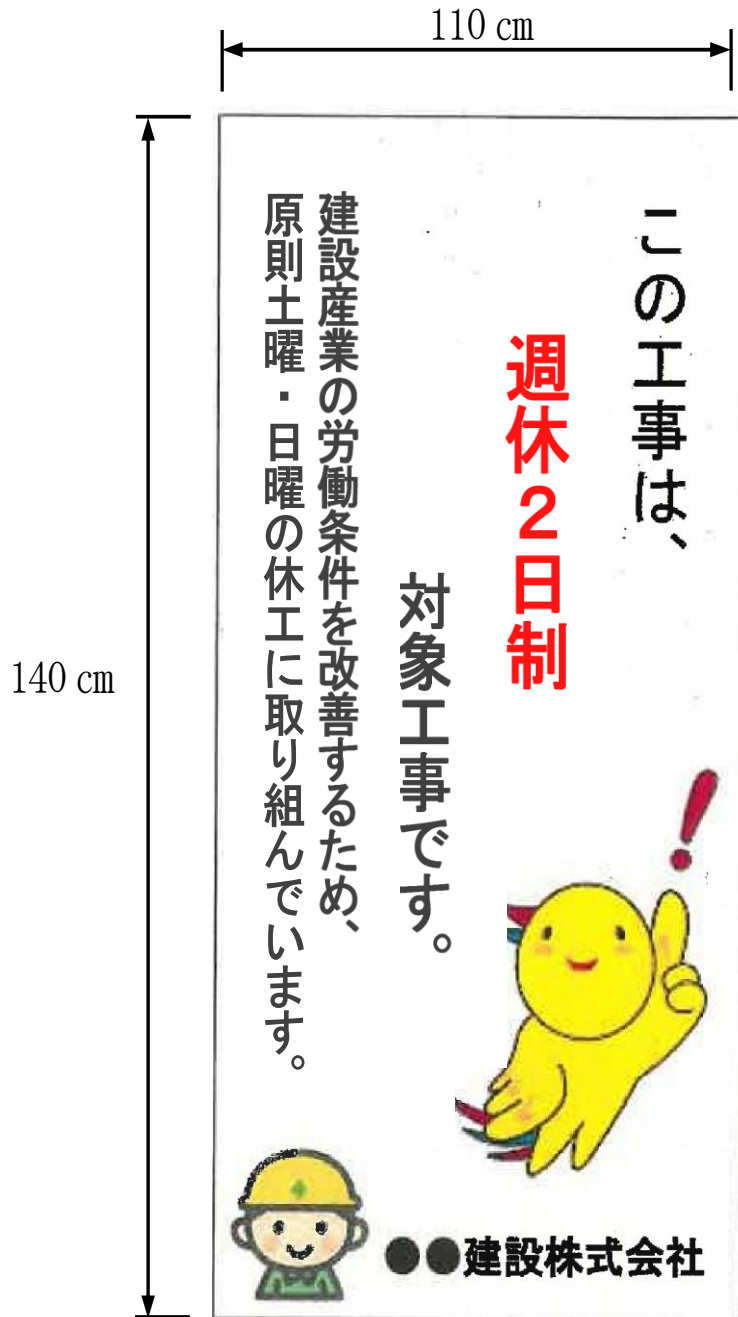 110 cm
140 cm
この工事は、
週休２日制
対象工事です。
建設産業の労働条件を改善するため、
原則土曜・日曜の休工に取り組んでいます。
●●建設株式会社